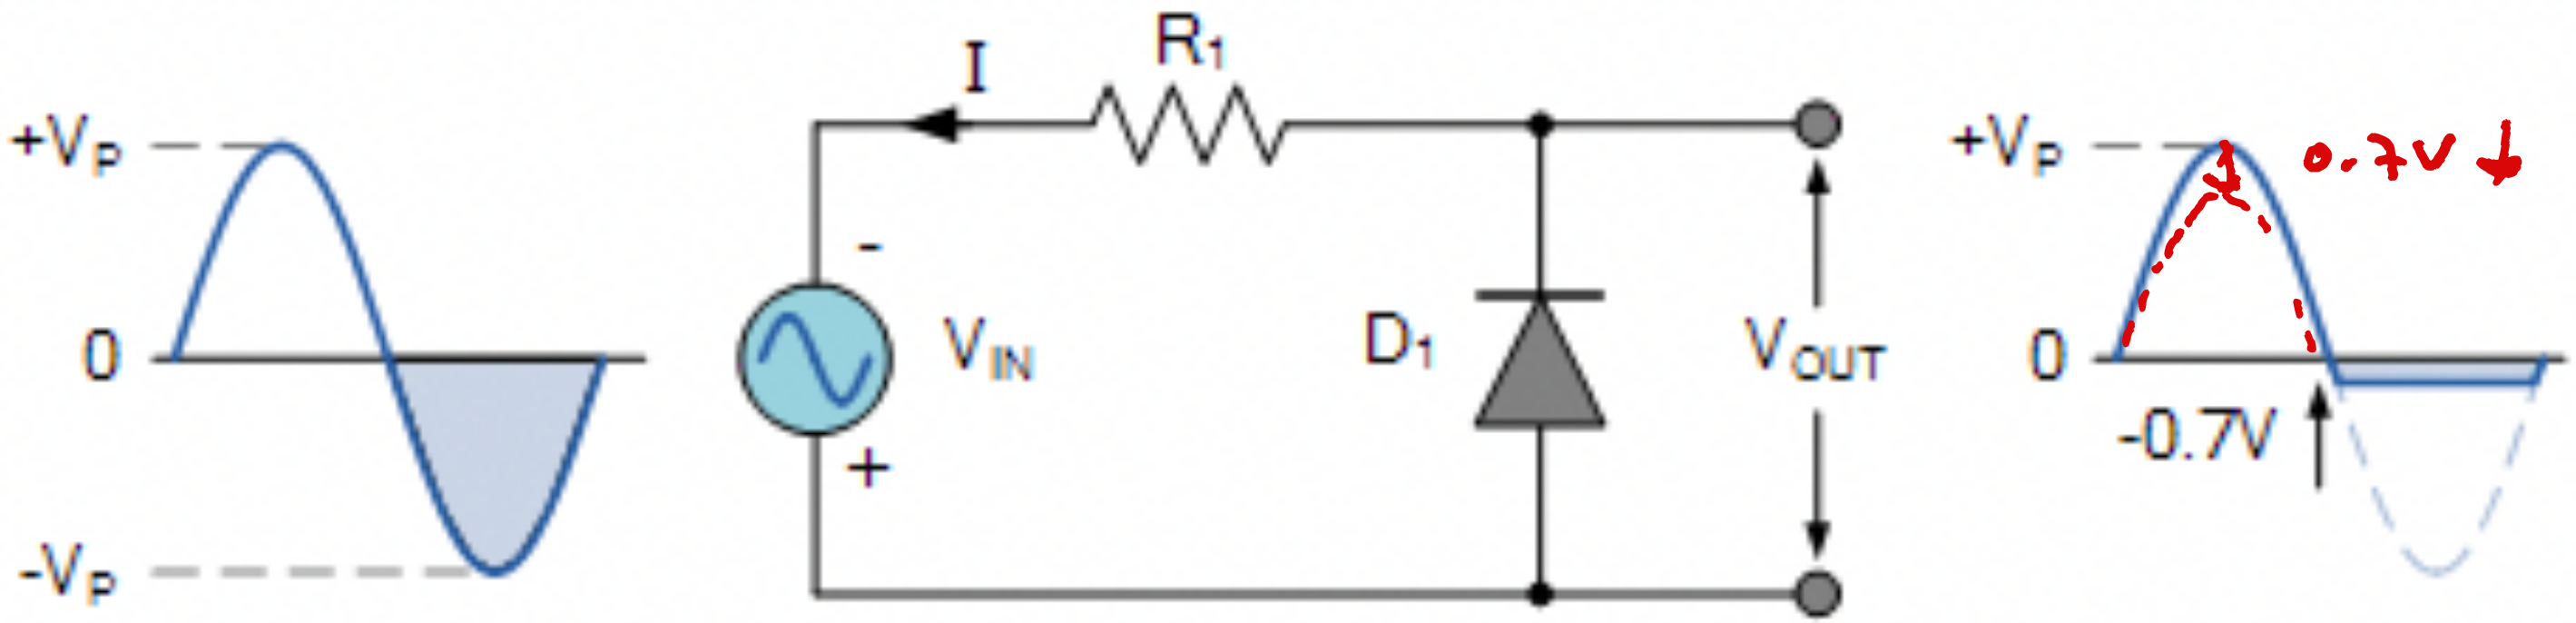 +VP
0
-VP
I
R1
-
VIN
+
D1
VOUT
+VP
0.7V ↓
0
-0.7V